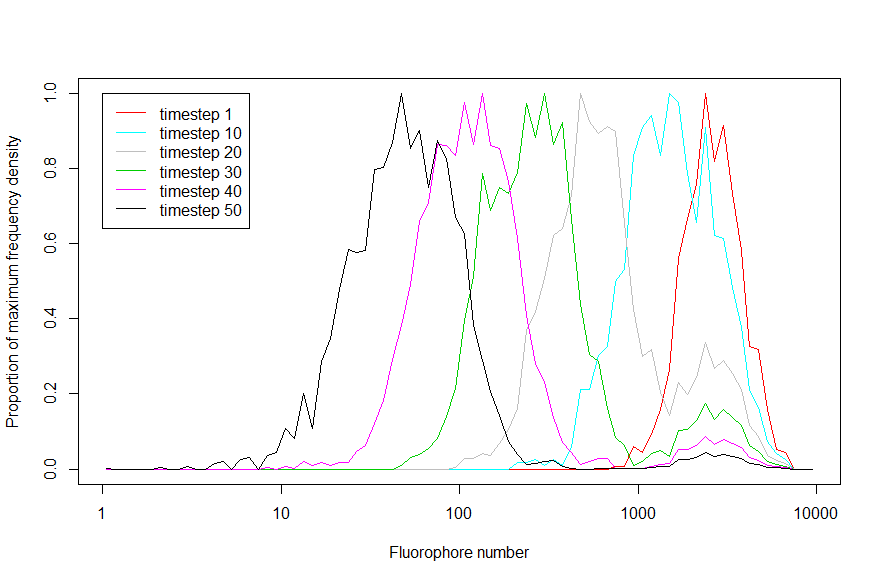 Proportion of maximum frequency density
1.0
0.8
0.6
0.4
0.2
0.0
timestep 1
timestep 10
timestep 20
timestep 30
timestep 40
timestep 50
1 10 100 1000 10000
Fluorophore number